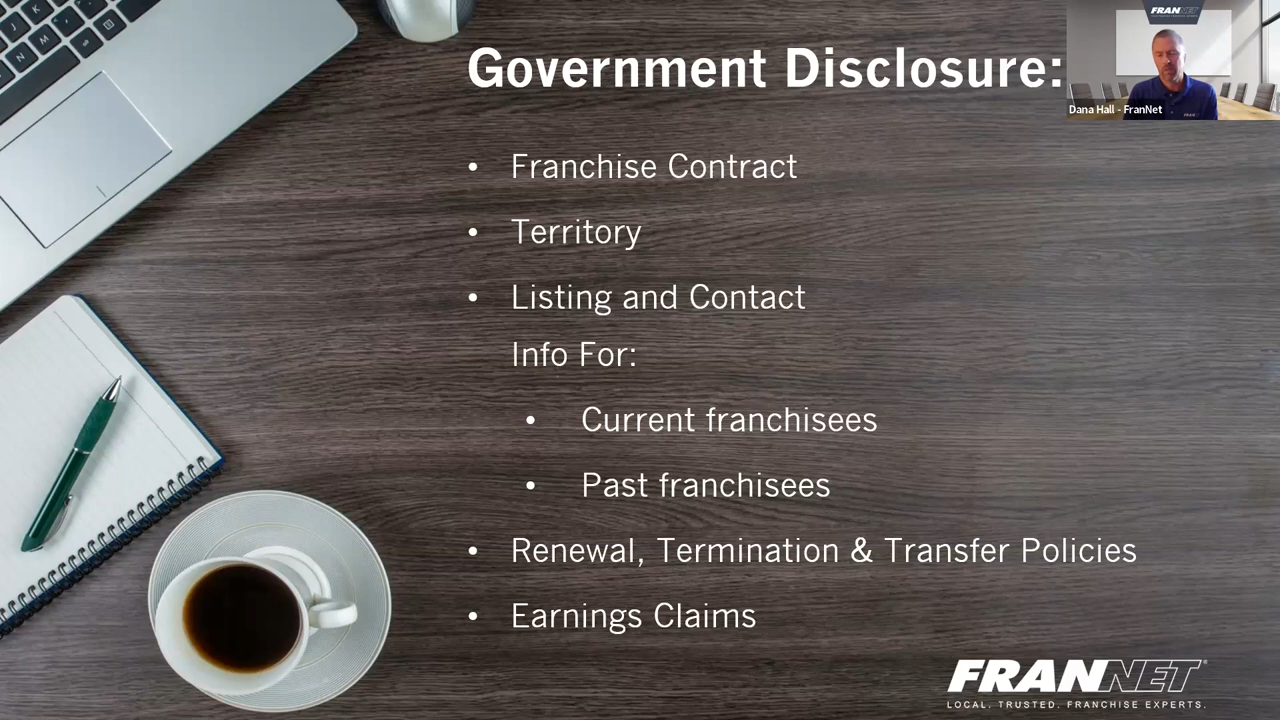 Government Disclosure:
FRANNET
Dana Hall - FranNet
• Franchise Contract
• Territory
• Listing and Contact
Info For:
• Current franchisees
• Past franchisees
• Renewal, Termination & Transfer Policies
• Earnings Claims
FRANNET®
LOCAL. TRUSTED. FRANCHISE EXPERTS.
J K
N M